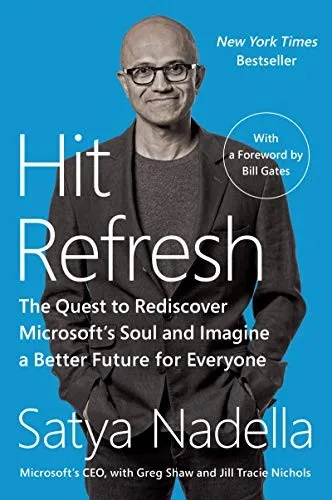 New York Times
Bestseller
With
a Foreword by
Bill Gates
Hit
Refresh
The Quest to Rediscover
Microsoft's Soul and Imagine
a Better Future for Everyone
Satya Nadella
Microsoft's CEO, with Greg Shaw and Jill Tracie Nichols